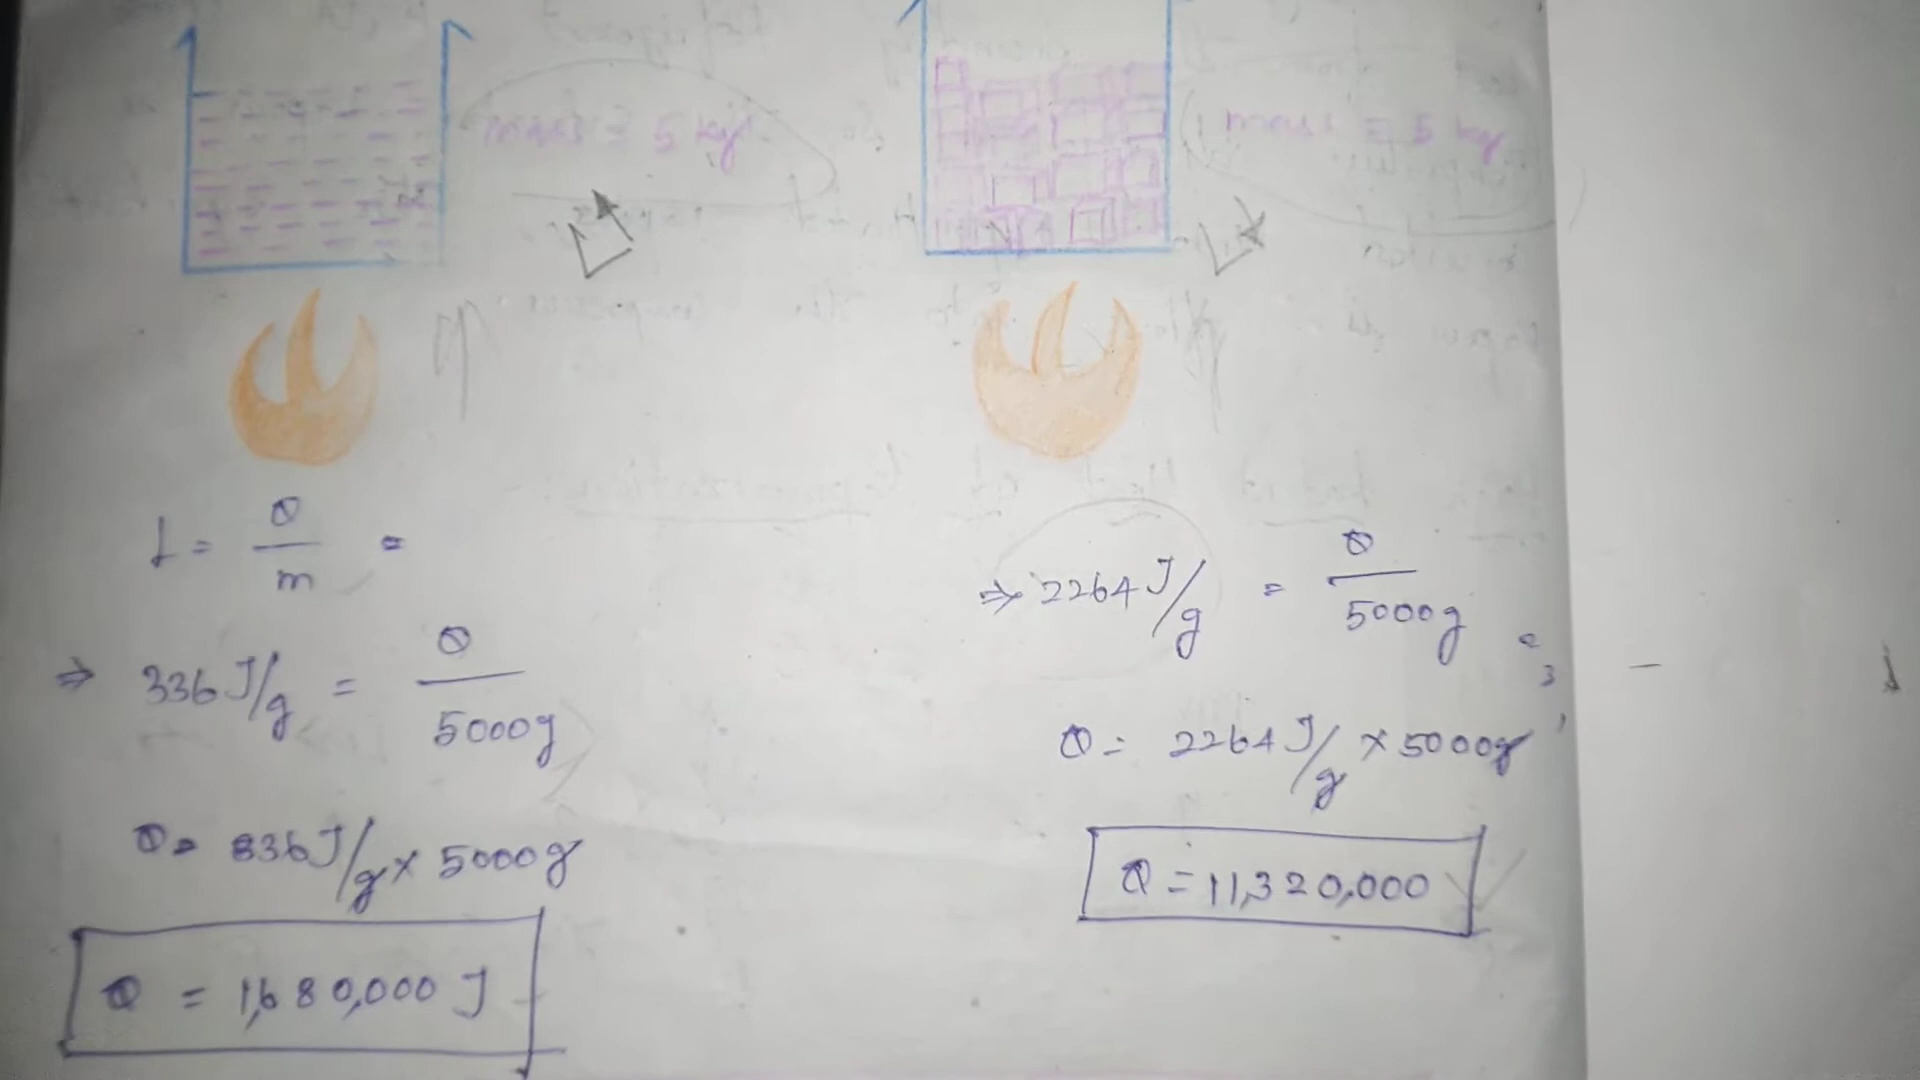 mass = 5 kg
mass = 5 kg
L = Q/m =
⇒ 336 J/g = Q/5000g
Q = 336 J/g × 5000g
Q = 1,680,000 J
⇒ 2264 J/g = Q/5000g
Q = 2264 J/g × 5000g
Q = 11,320,000